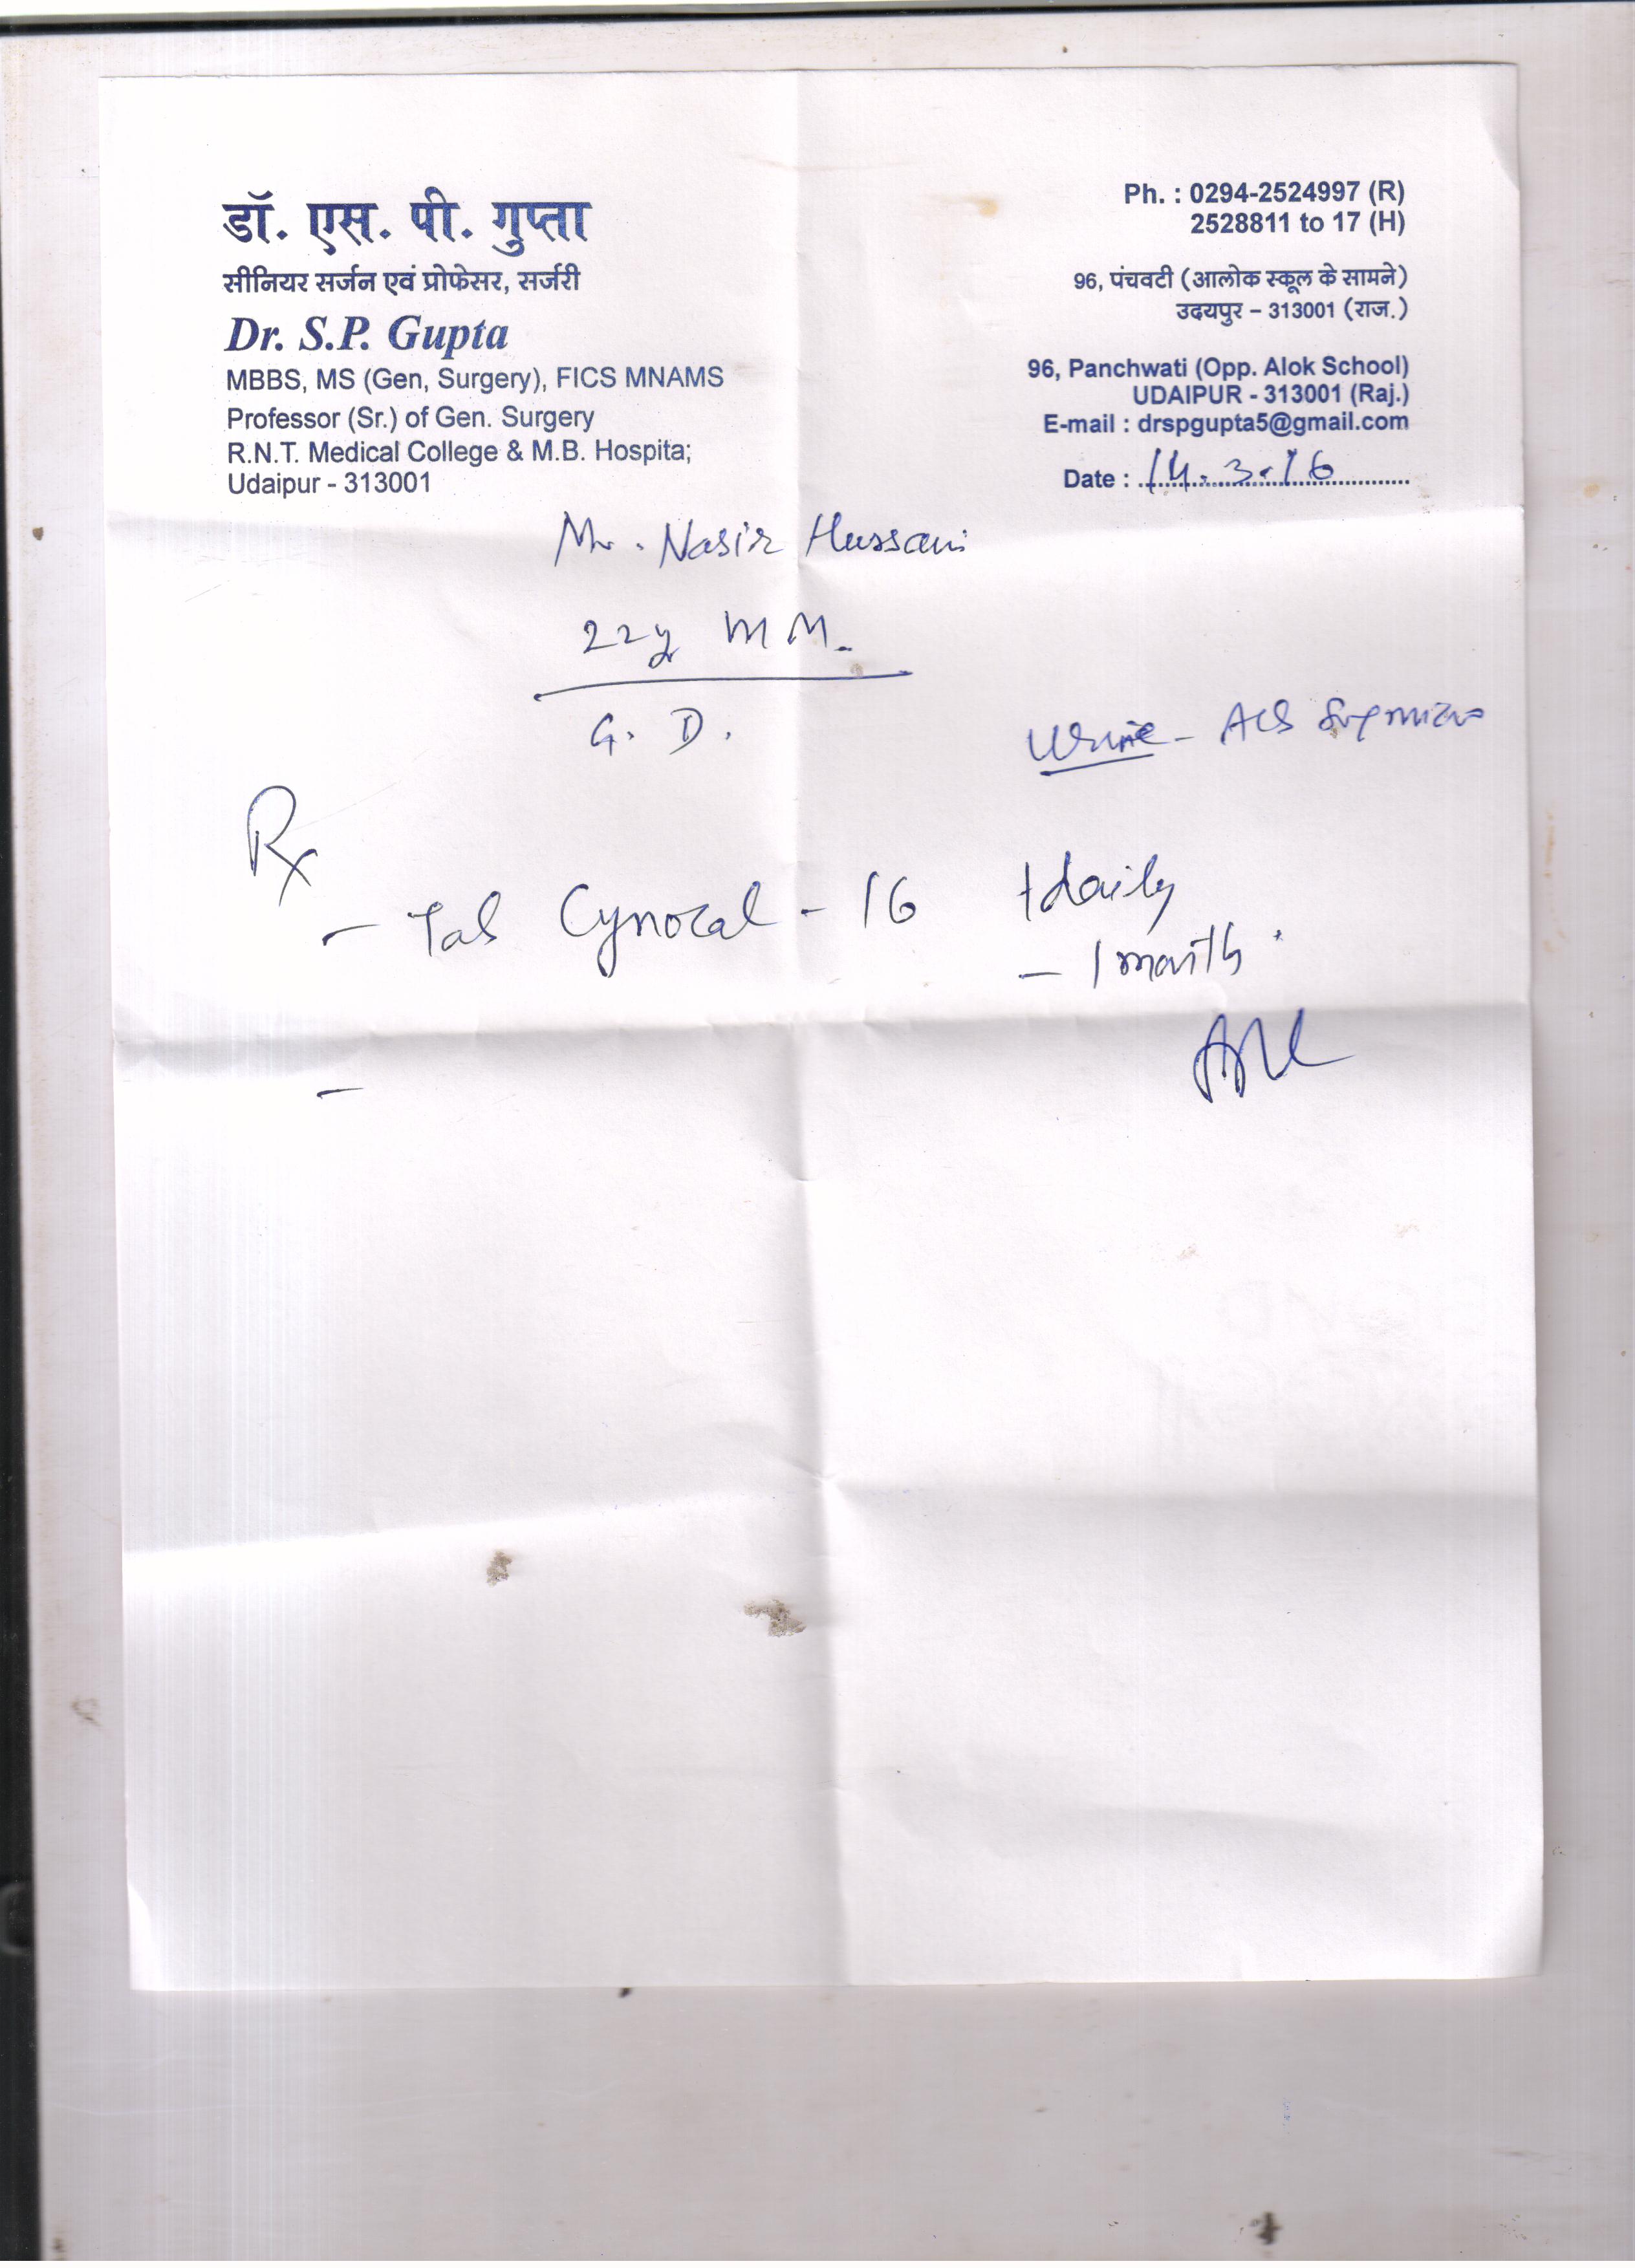 डॉ. एस. पी. गुप्ता
सीनियर सर्जन एवं प्रोफेसर, सर्जरी
Dr. S.P. Gupta
MBBS, MS (Gen, Surgery), FICS MNAMS
Professor (Sr.) of Gen. Surgery
R.N.T. Medical College & M.B. Hospita;
Udaipur - 313001
Ph. : 0294-2524997 (R)
2528811 to 17 (H)
96, पंचवटी (आलोक स्कूल के सामने)
उदयपुर – 313001 (राज.)
96, Panchwati (Opp. Alok School)
UDAIPUR - 313001 (Raj.)
E-mail : drspgupta5@gmail.com
Date : 14.3.16
Mr. Nasir Hussain
22y M M.
G. D.
Urine -
Rx
- Tab - 16 1 daily
- 1 month.
-